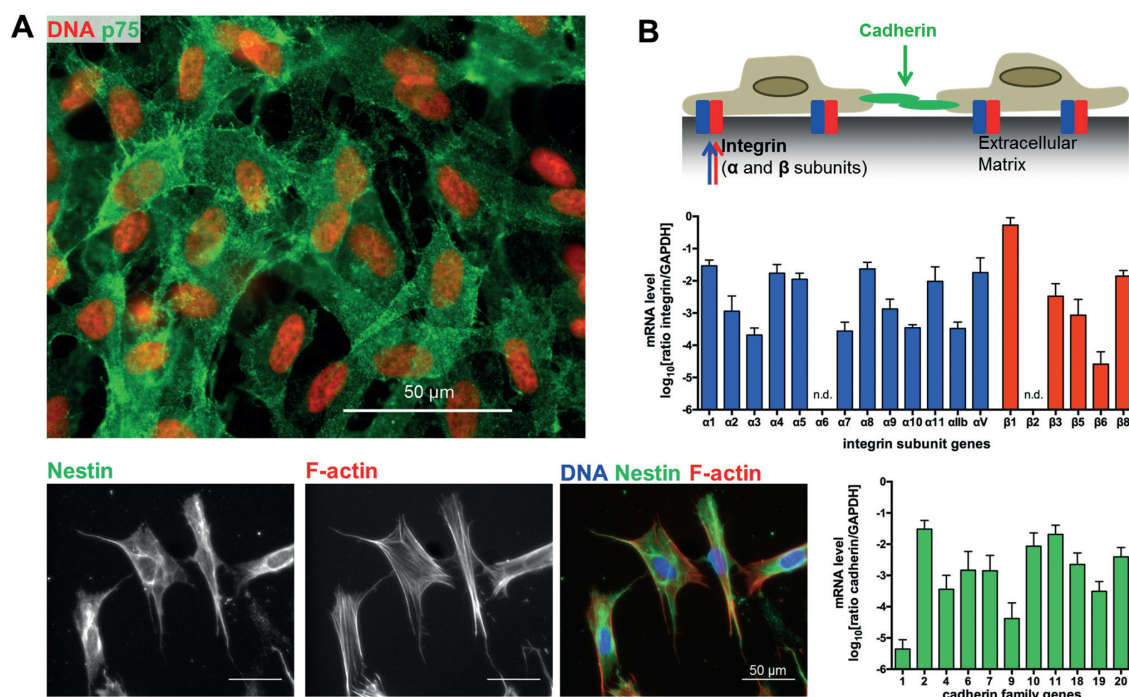 A
DNA p75
50 µm
Nestin
F-actin
DNA Nestin F-actin
50 µm
B
Cadherin
Integrin
(α and β subunits)
Extracellular
Matrix
mRNA level
log10[ratio integrin/GAPDH]
0
-1
-2
-3
-4
-5
-6
n.d.
n.d.
α1 α2 α3 α4 α5 α6 α7 α8 α9 α10 α11 αIIb αV β1 β2 β3 β5 β6 β8
integrin subunit genes
mRNA level
log10[ratio cadherin/GAPDH]
0
-1
-2
-3
-4
-5
-6
1 2 4 6 7 9 10 11 18 19 20
cadherin family genes